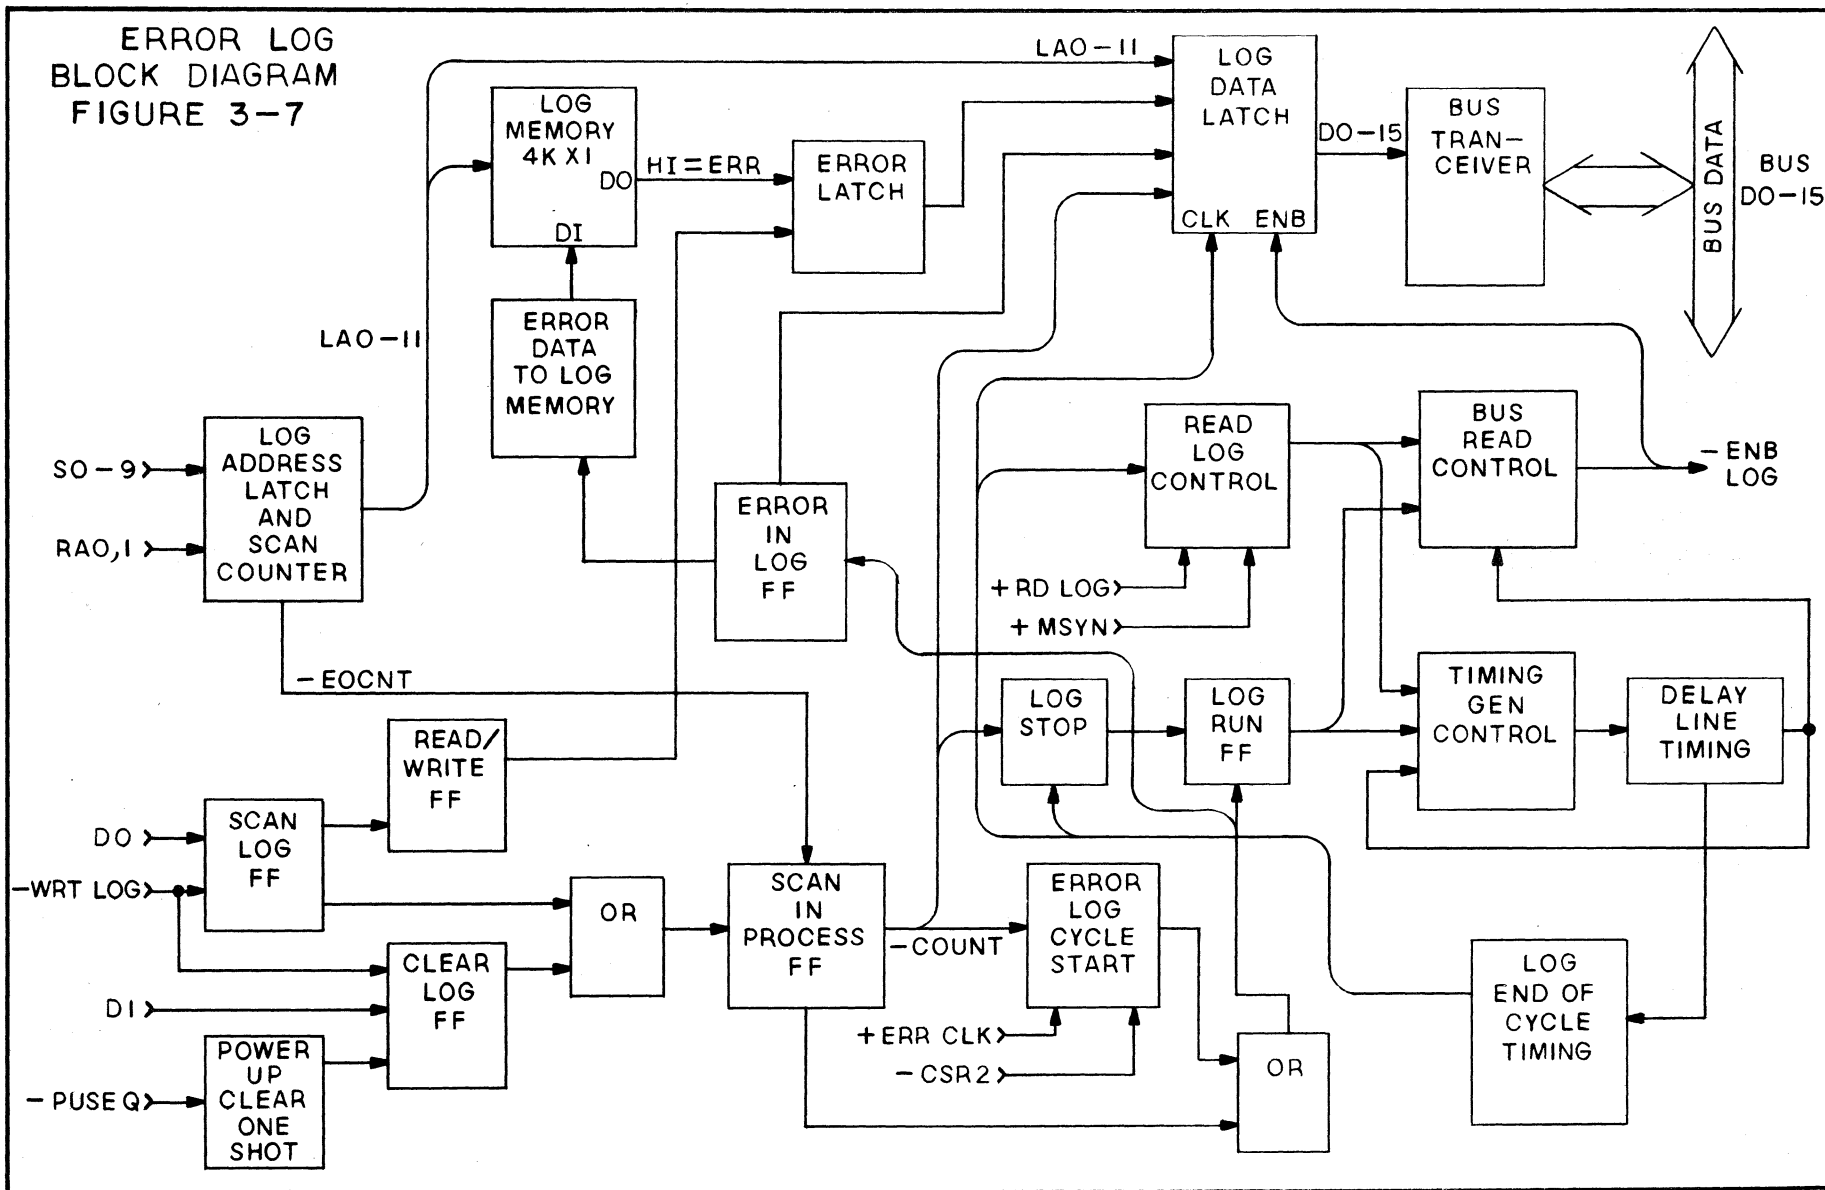 ERROR LOG
BLOCK DIAGRAM
FIGURE 3-7
LAO-11
LOG
DATA
LATCH
CLK ENB
LOG
MEMORY
4K X1
DO
DI
HI=ERR
ERROR
LATCH
DO-15
BUS
TRAN-
CEIVER
BUS DATA
BUS
DO-15
LAO-11
ERROR
DATA
TO LOG
MEMORY
SO-9
RAO,1
LOG
ADDRESS
LATCH
AND
SCAN
COUNTER
ERROR
IN
LOG
FF
READ
LOG
CONTROL
+RD LOG
+MSYN
BUS
READ
CONTROL
-ENB
LOG
-EOCNT
READ/
WRITE
FF
LOG
STOP
LOG
RUN
FF
TIMING
GEN
CONTROL
DELAY
LINE
TIMING
DO
-WRT LOG
SCAN
LOG
FF
OR
SCAN
IN
PROCESS
FF
-COUNT
ERROR
LOG
CYCLE
START
+ERR CLK
-CSR2
OR
LOG
END OF
CYCLE
TIMING
DI
CLEAR
LOG
FF
-PUSEQ
POWER
UP
CLEAR
ONE
SHOT